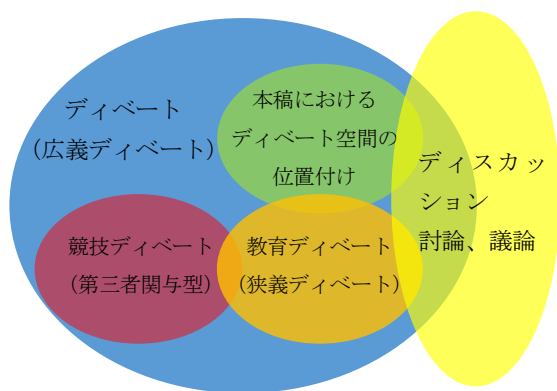 ディベート
（広義ディベート）
本稿における
ディベート空間の
位置付け
ディスカッ
ション
討論、議論
競技ディベート
（第三者関与型）
教育ディベート
（狭義ディベート）